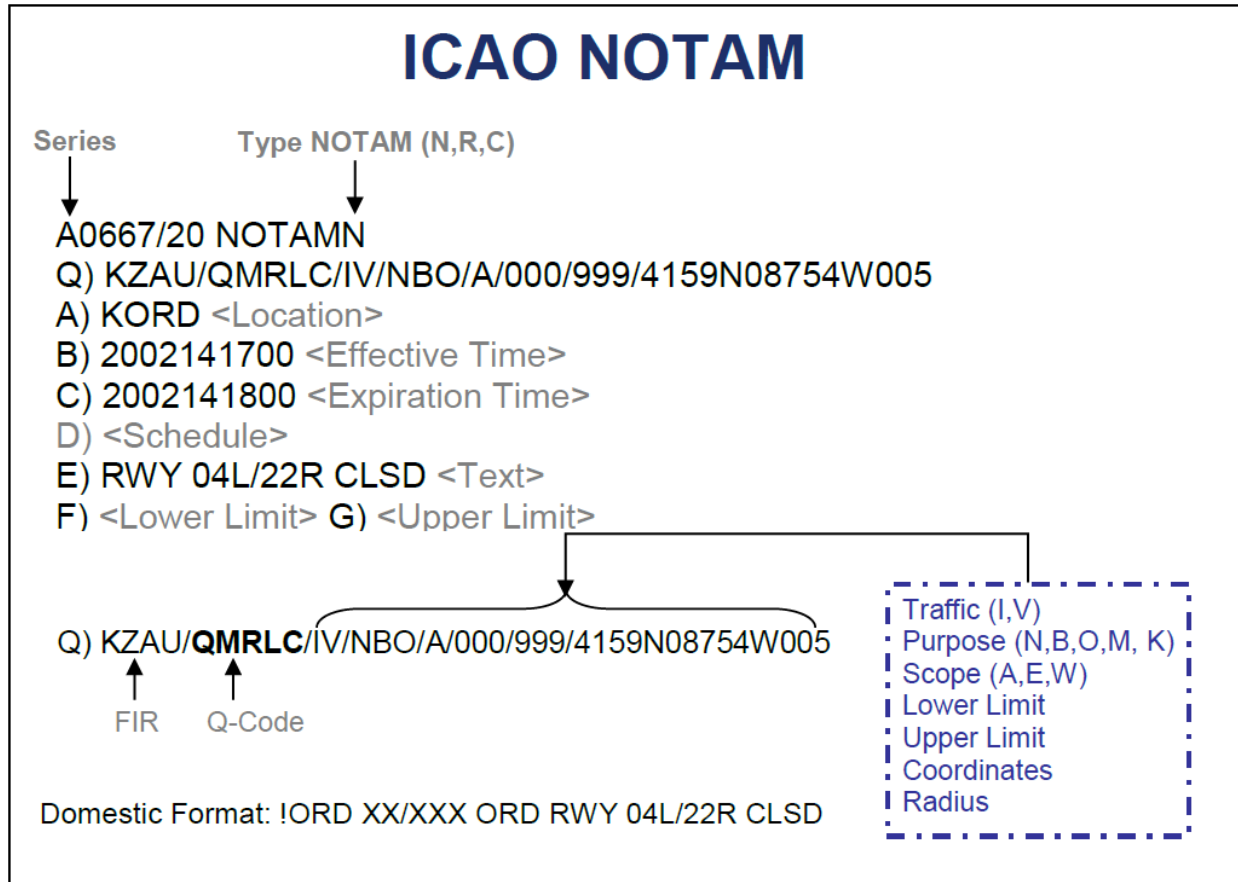 ICAO NOTAM
Series
Type NOTAM (N,R,C)
A0667/20 NOTAMN
Q) KZAU/QMRLC/IV/NBO/A/000/999/4159N08754W005
A) KORD <Location>
B) 2002141700 <Effective Time>
C) 2002141800 <Expiration Time>
D) <Schedule>
E) RWY 04L/22R CLSD <Text>
F) <Lower Limit> G) <Upper Limit>
Q) KZAU/QMRLC/IV/NBO/A/000/999/4159N08754W005
FIR
Q-Code
Traffic (I,V)
Purpose (N,B,O,M, K)
Scope (A,E,W)
Lower Limit
Upper Limit
Coordinates
Radius
Domestic Format: !ORD XX/XXX ORD RWY 04L/22R CLSD